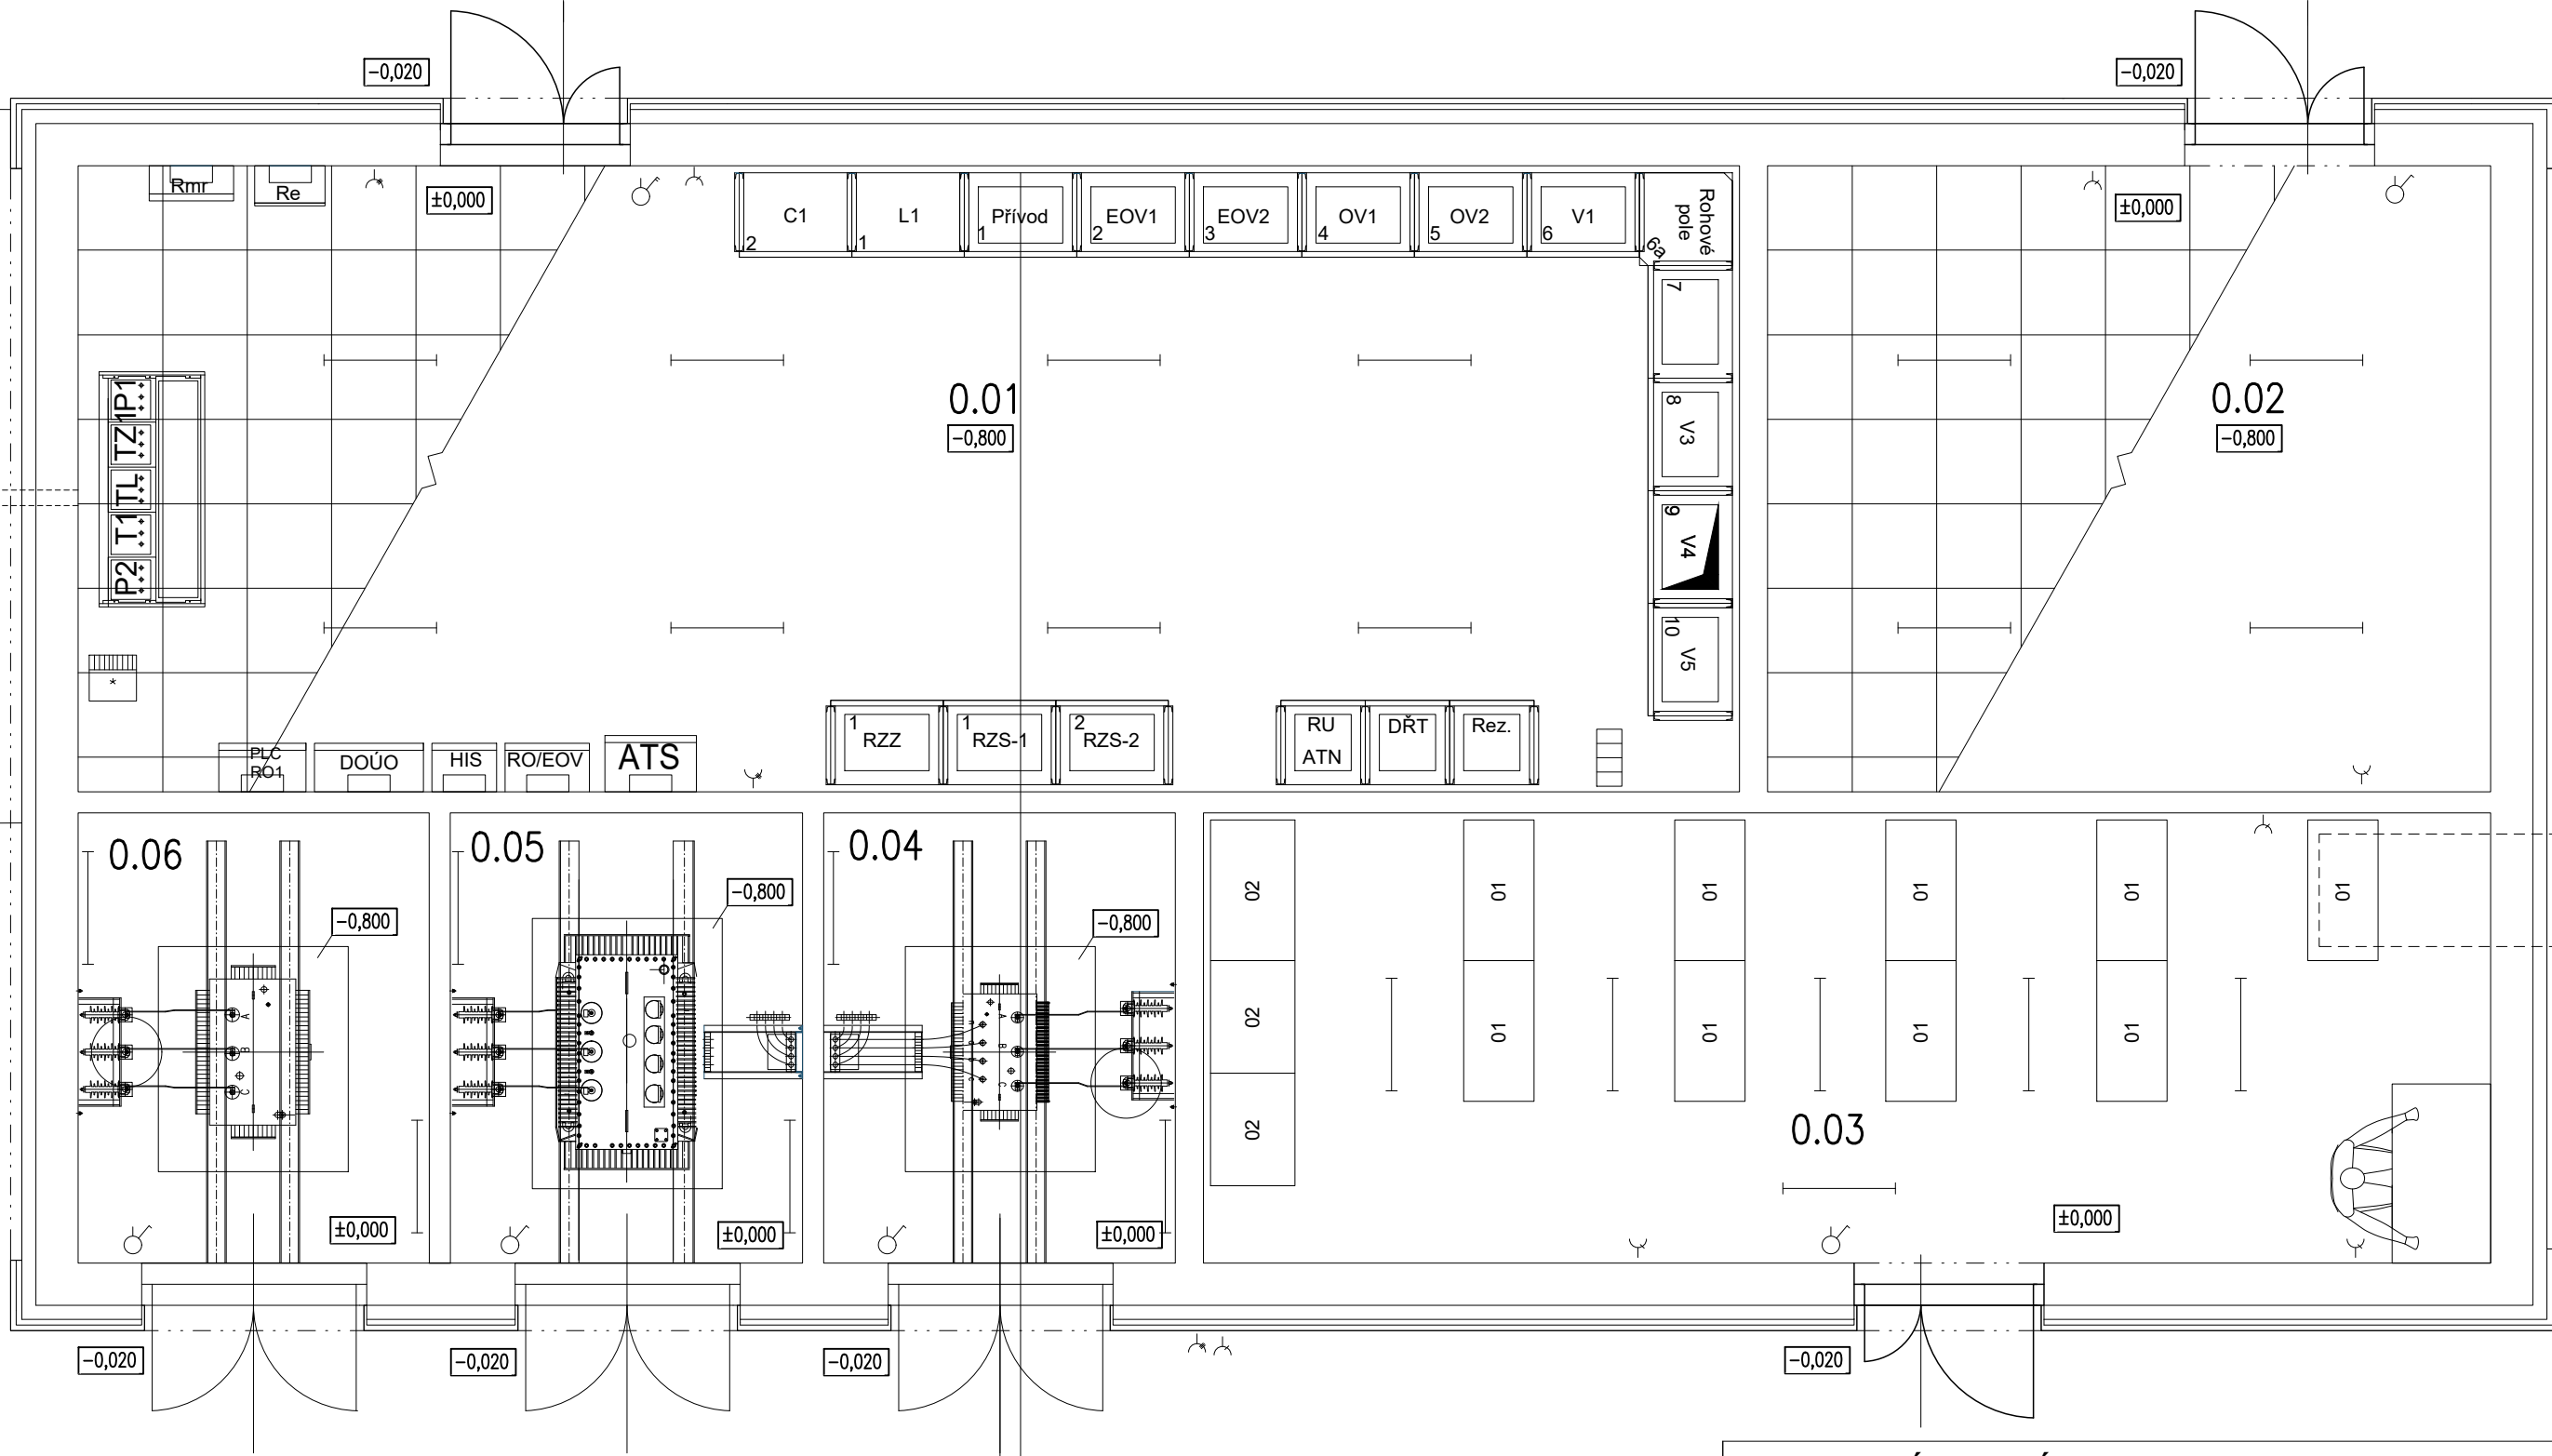 -0,020
-0,020
Rmr
Re
±0,000
C1
2
L1
1
Přívod
1
EOV1
2
EOV2
3
OV1
4
OV2
5
V1
6
Rohové
pole
6a
±0,000
7
8
V3
9
V4
10
V5
P1
TZ1
TL
T1
P2
0.01
-0,800
0.02
-0,800
*
PLC
RO1
DOÚO
HIS
RO/EOV
ATS
1
RZZ
1
RZS-1
2
RZS-2
RU
ATN
DŘT
Rez.
0.06
-0,800
A
B
C
±0,000
0.05
-0,800
±0,000
0.04
-0,800
A
B
C
±0,000
02
02
02
01
01
01
01
01
01
01
01
01
0.03
±0,000
-0,020
-0,020
-0,020
-0,020